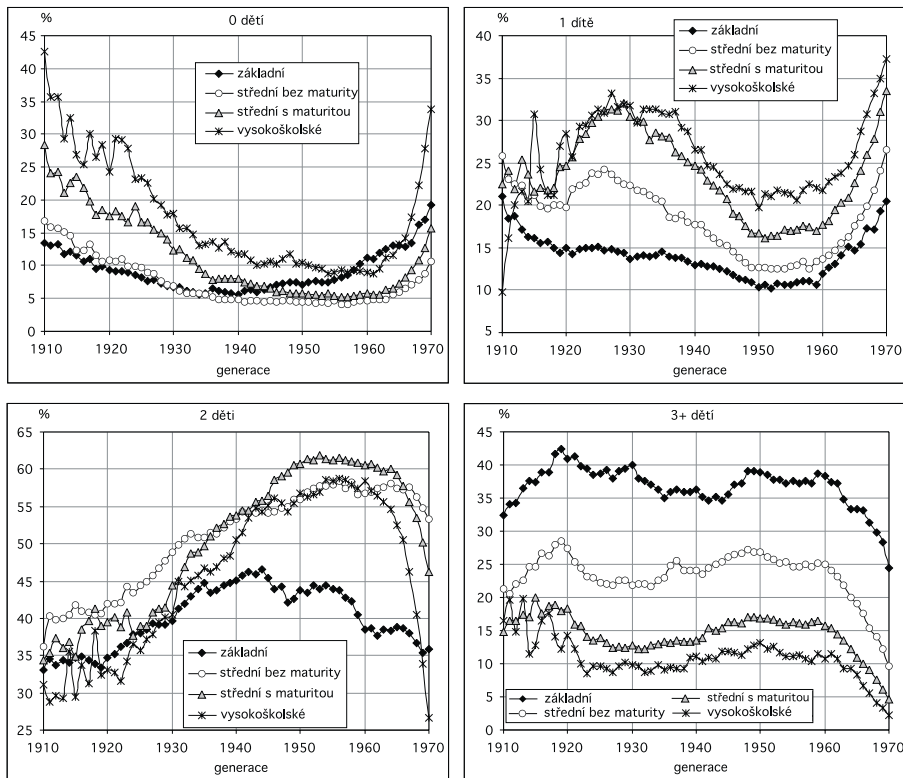 % 0 dětí
45
40
35
30
25
20
15
10
5
0
základní
střední bez maturity
střední s maturitou
vysokoškolské
1910 1920 1930 1940 1950 1960 1970
generace
% 1 dítě
40
35
30
25
20
15
10
5
základní
střední bez maturity
střední s maturitou
vysokoškolské
1910 1920 1930 1940 1950 1960 1970
generace
% 2 děti
65
60
55
50
45
40
35
30
25
základní
střední bez maturity
střední s maturitou
vysokoškolské
1910 1920 1930 1940 1950 1960 1970
generace
% 3+ dětí
45
40
35
30
25
20
15
10
5
0
základní střední s maturitou
střední bez maturity vysokoškolské
1910 1920 1930 1940 1950 1960 1970
generace